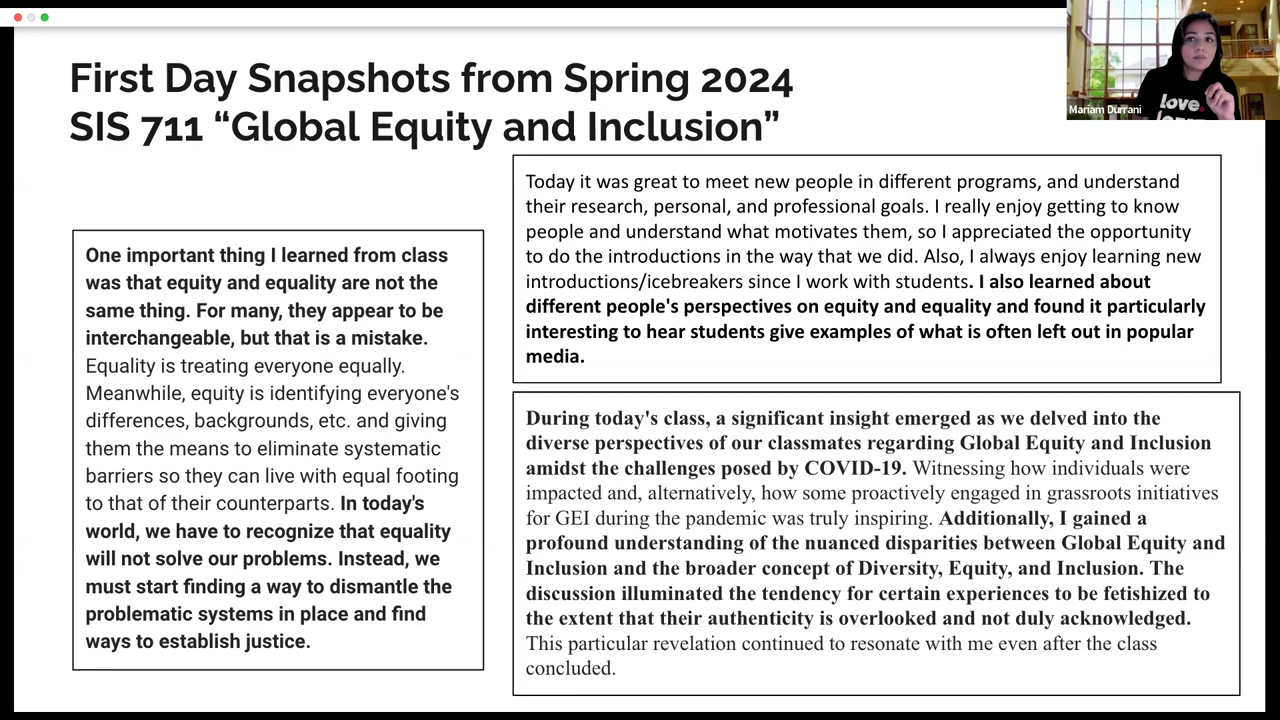 First Day Snapshots from Spring 2024
SIS 711 “Global Equity and Inclusion”
Mariam Durrani
love
One important thing I learned from class
was that equity and equality are not the
same thing. For many, they appear to be
interchangeable, but that is a mistake.
Equality is treating everyone equally.
Meanwhile, equity is identifying everyone's
differences, backgrounds, etc. and giving
them the means to eliminate systematic
barriers so they can live with equal footing
to that of their counterparts. In today's
world, we have to recognize that equality
will not solve our problems. Instead, we
must start finding a way to dismantle the
problematic systems in place and find
ways to establish justice.
Today it was great to meet new people in different programs, and understand
their research, personal, and professional goals. I really enjoy getting to know
people and understand what motivates them, so I appreciated the opportunity
to do the introductions in the way that we did. Also, I always enjoy learning new
introductions/icebreakers since I work with students. I also learned about
different people's perspectives on equity and equality and found it particularly
interesting to hear students give examples of what is often left out in popular
media.
During today's class, a significant insight emerged as we delved into the
diverse perspectives of our classmates regarding Global Equity and Inclusion
amidst the challenges posed by COVID-19. Witnessing how individuals were
impacted and, alternatively, how some proactively engaged in grassroots initiatives
for GEI during the pandemic was truly inspiring. Additionally, I gained a
profound understanding of the nuanced disparities between Global Equity and
Inclusion and the broader concept of Diversity, Equity, and Inclusion. The
discussion illuminated the tendency for certain experiences to be fetishized to
the extent that their authenticity is overlooked and not duly acknowledged.
This particular revelation continued to resonate with me even after the class
concluded.